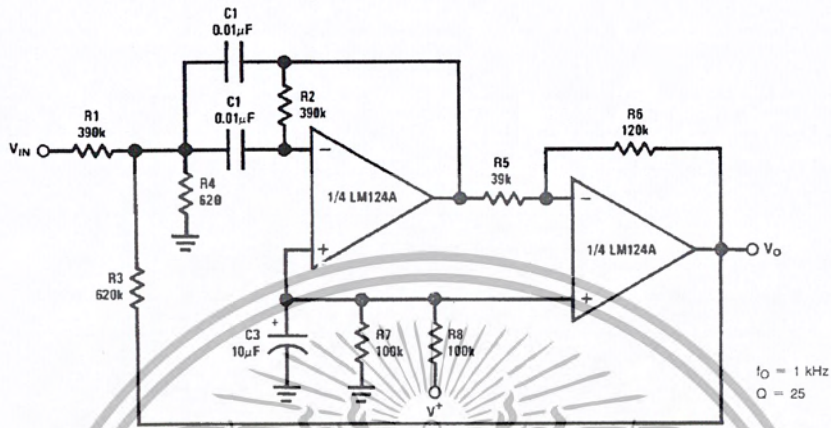 C1
0.01μF
R1
390k
C1
0.01μF
R2
390k
VIN
R4
620
1/4 LM124A
R5
39k
R6
120k
1/4 LM124A
VO
R3
620k
C3
10μF
R7
100k
R8
100k
V+
fO = 1 kHz
Q = 25